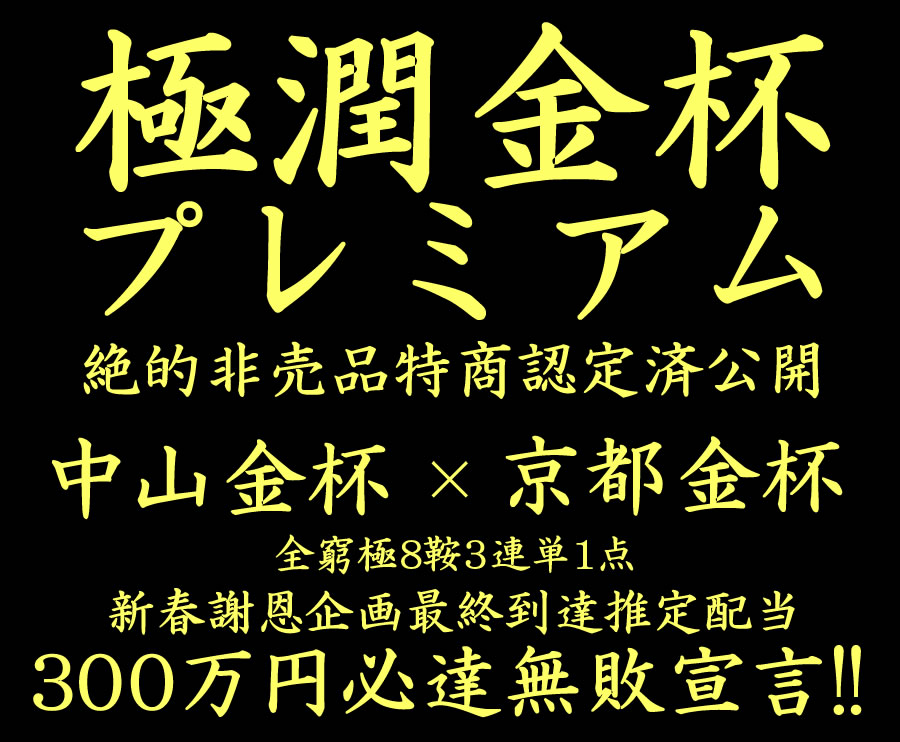 極潤金杯
プレミアム
絶的非売品特商認定済公開
中山金杯×京都金杯
全窮極8鞍3連単1点
新春謝恩企画最終到達推定配当
300万円必達無敗宣言!!